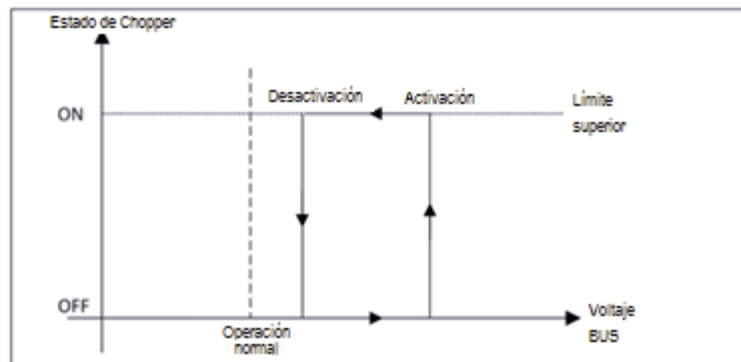 Estado de Chopper
Desactivación
Activación
ON
Límite
superior
OFF
Voltaje
BUS
Operación
normal